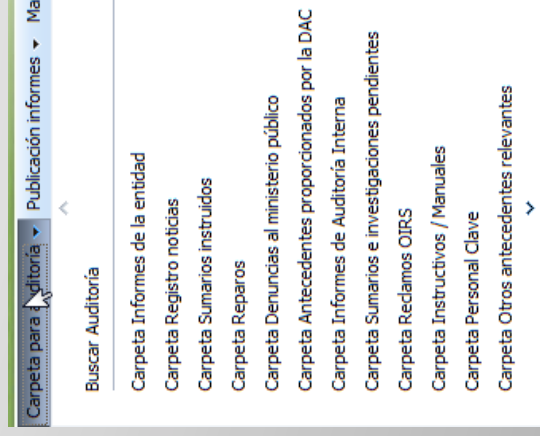 Carpeta para auditoría Publicación informes Ma
Buscar Auditoría
Carpeta Informes de la entidad
Carpeta Registro noticias
Carpeta Sumarios instruidos
Carpeta Reparos
Carpeta Denuncias al ministerio público
Carpeta Antecedentes proporcionados por la DAC
Carpeta Informes de Auditoría Interna
Carpeta Sumarios e investigaciones pendientes
Carpeta Reclamos OIRS
Carpeta Instructivos / Manuales
Carpeta Personal Clave
Carpeta Otros antecedentes relevantes